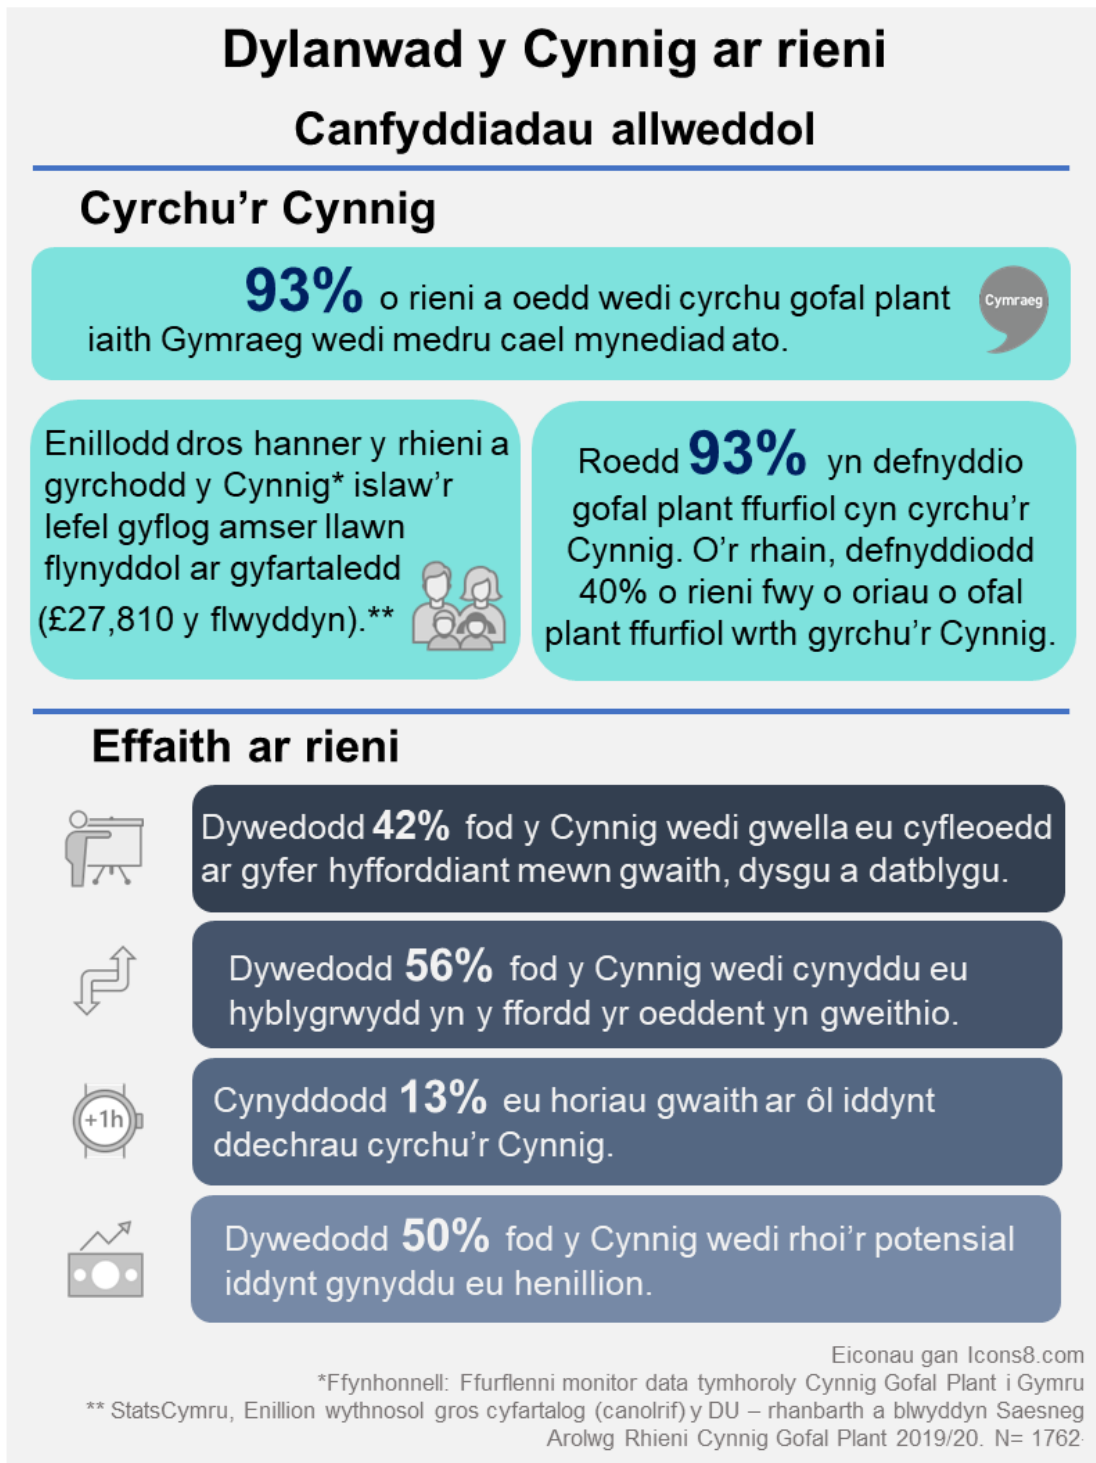 Dylanwad y Cynnig ar rieni
Canfyddiadau allweddol
Cyrchu’r Cynnig
93% o rieni a oedd wedi cyrchu gofal plant
iaith Gymraeg wedi medru cael mynediad ato.
Cymraeg
Enillodd dros hanner y rhieni a
gyrchodd y Cynnig* islaw’r
lefel gyflog amser llawn
flynyddol ar gyfartaledd
(£27,810 y flwyddyn).**
Roedd 93% yn defnyddio
gofal plant ffurfiol cyn cyrchu’r
Cynnig. O’r rhain, defnyddiodd
40% o rieni fwy o oriau o ofal
plant ffurfiol wrth gyrchu’r Cynnig.
Effaith ar rieni
Dywedodd 42% fod y Cynnig wedi gwella eu cyfleoedd
ar gyfer hyfforddiant mewn gwaith, dysgu a datblygu.
Dywedodd 56% fod y Cynnig wedi cynyddu eu
hyblygrwydd yn y ffordd yr oeddent yn gweithio.
+1h
Cynyddodd 13% eu horiau gwaith ar ôl iddynt
ddechrau cyrchu’r Cynnig.
Dywedodd 50% fod y Cynnig wedi rhoi’r potensial
iddynt gynyddu eu henillion.
Eiconau gan Icons8.com
*Ffynhonnell: Ffurflenni monitor data tymhoroly Cynnig Gofal Plant i Gymru
** StatsCymru, Enillion wythnosol gros cyfartalog (canolrif) y DU – rhanbarth a blwyddyn Saesneg
Arolwg Rhieni Cynnig Gofal Plant 2019/20. N= 1762.